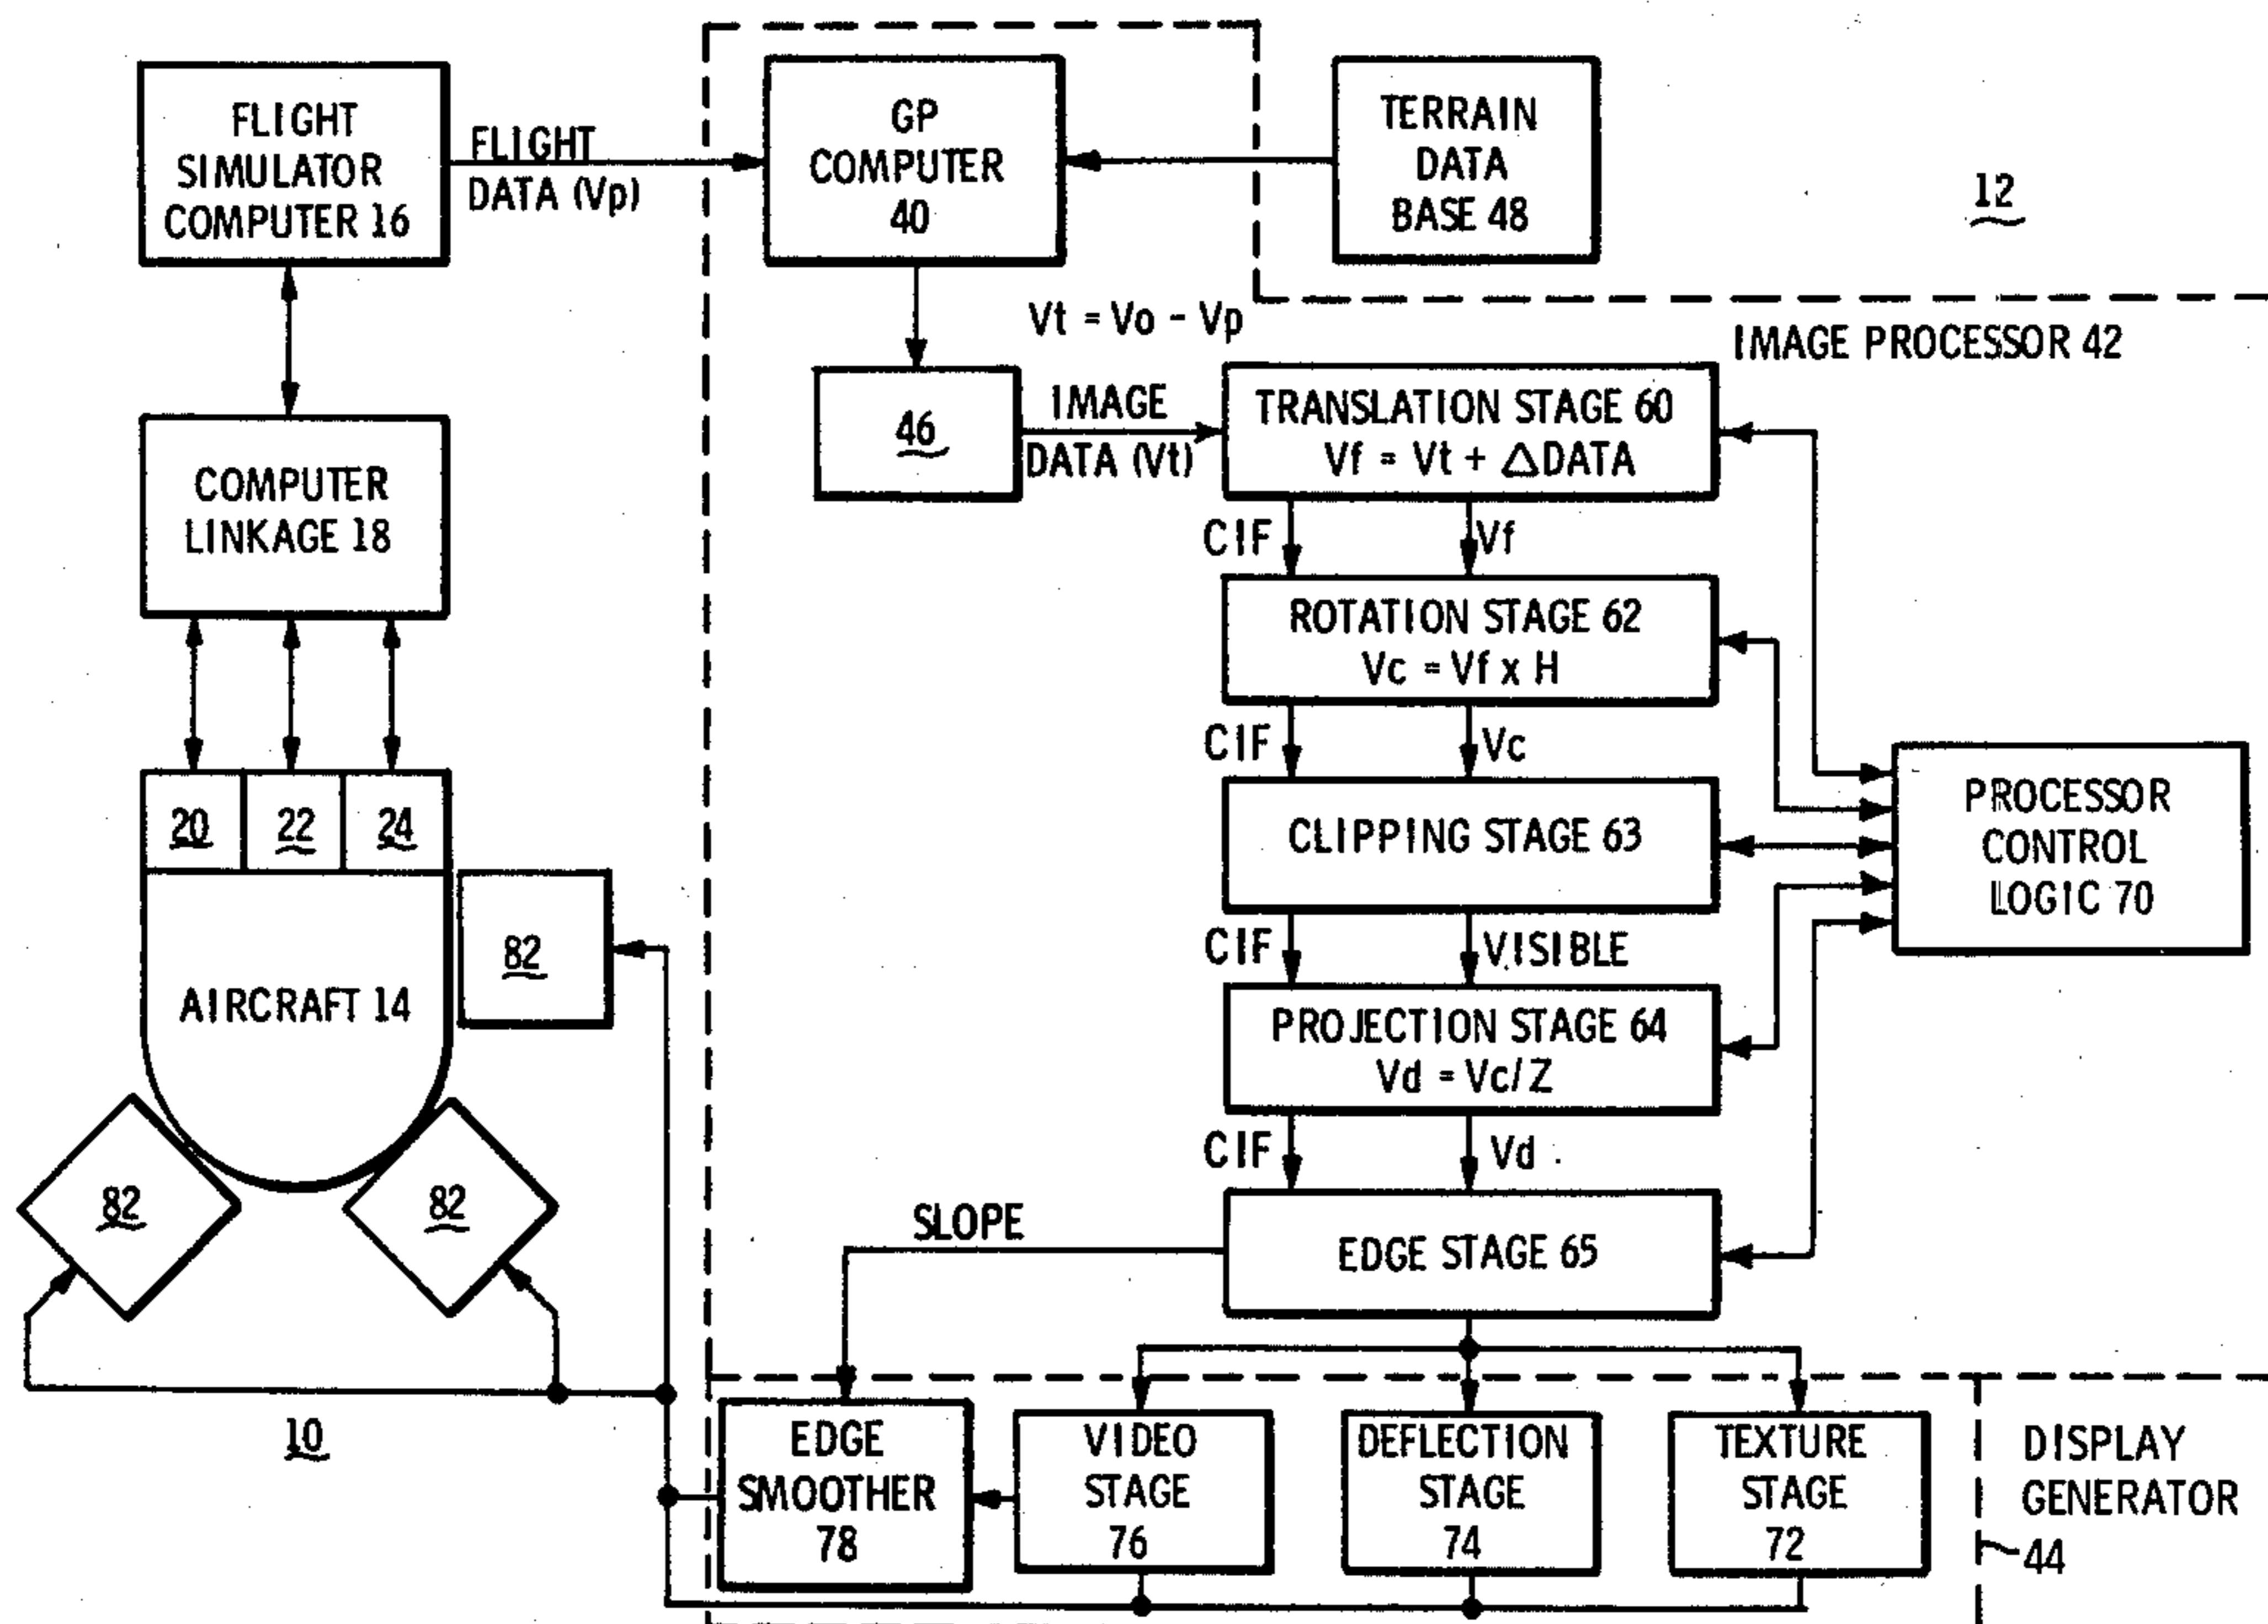 FLIGHT
SIMULATOR
COMPUTER 16
FLIGHT
DATA (Vp)
GP
COMPUTER
40
TERRAIN
DATA
BASE 48
12
Vt = Vo - Vp
IMAGE PROCESSOR 42
46
IMAGE
DATA (Vt)
TRANSLATION STAGE 60
Vf = Vt + △DATA
COMPUTER
LINKAGE 18
CIF
Vf
ROTATION STAGE 62
Vc = Vf x H
CIF
Vc
20
22
24
CLIPPING STAGE 63
PROCESSOR
CONTROL
LOGIC 70
82
CIF
VISIBLE
AIRCRAFT 14
PROJECTION STAGE 64
Vd = Vc/Z
CIF
Vd
82
82
SLOPE
EDGE STAGE 65
10
EDGE
SMOOTHER
78
VIDEO
STAGE
76
DEFLECTION
STAGE
74
TEXTURE
STAGE
72
DISPLAY
GENERATOR
44